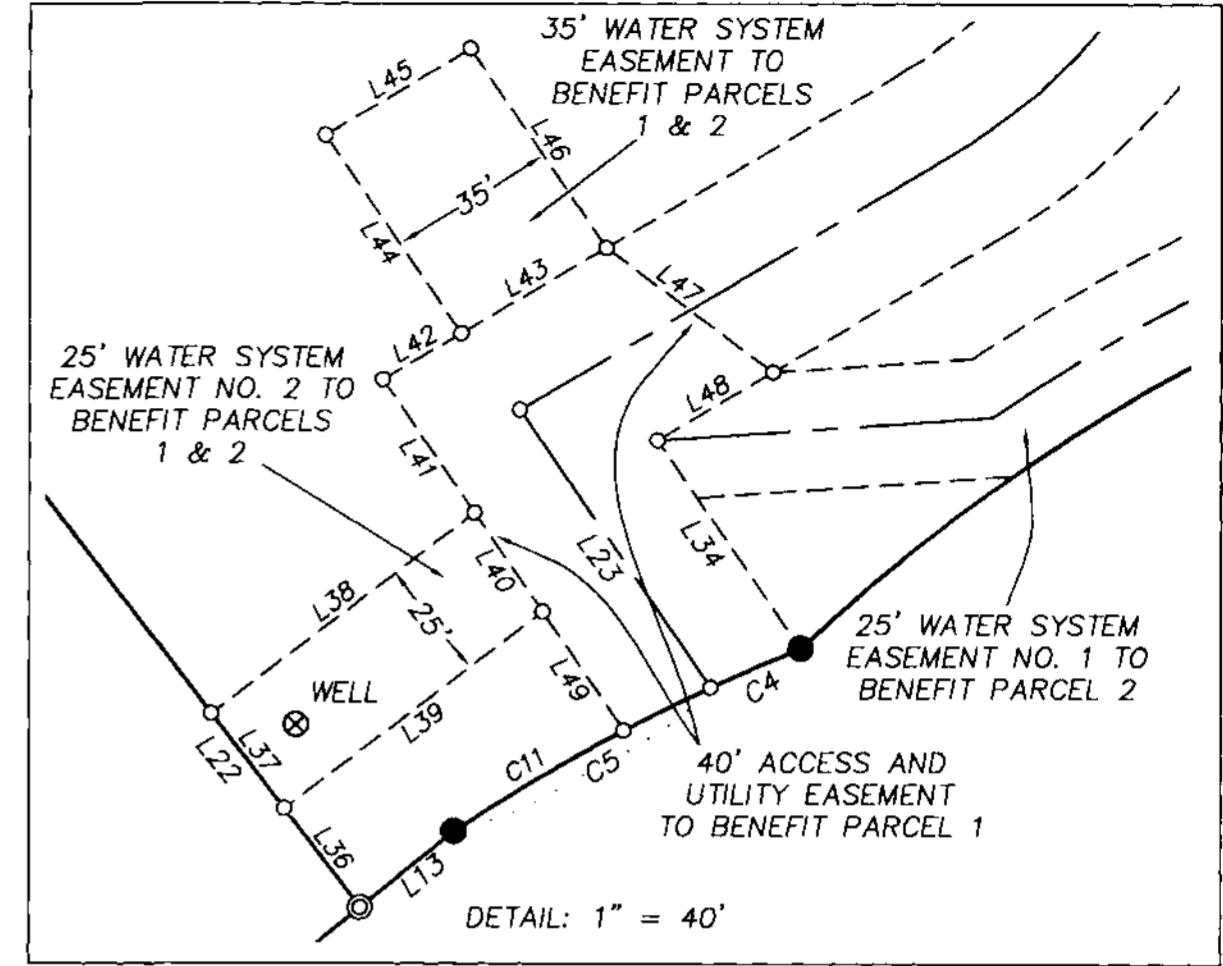 35' WATER SYSTEM
EASEMENT TO
BENEFIT PARCELS
1 & 2
L45
L46
35'
L44
L43
L47
L42
25' WATER SYSTEM
EASEMENT NO. 2 TO
BENEFIT PARCELS
1 & 2
L48
L41
L23
L34
L40
L38
25'
WELL
L39
L49
25' WATER SYSTEM
EASEMENT NO. 1 TO
BENEFIT PARCEL 2
L22
L37
C4
C11
C5
40' ACCESS AND
UTILITY EASEMENT
TO BENEFIT PARCEL 1
L36
L13
DETAIL: 1" = 40'